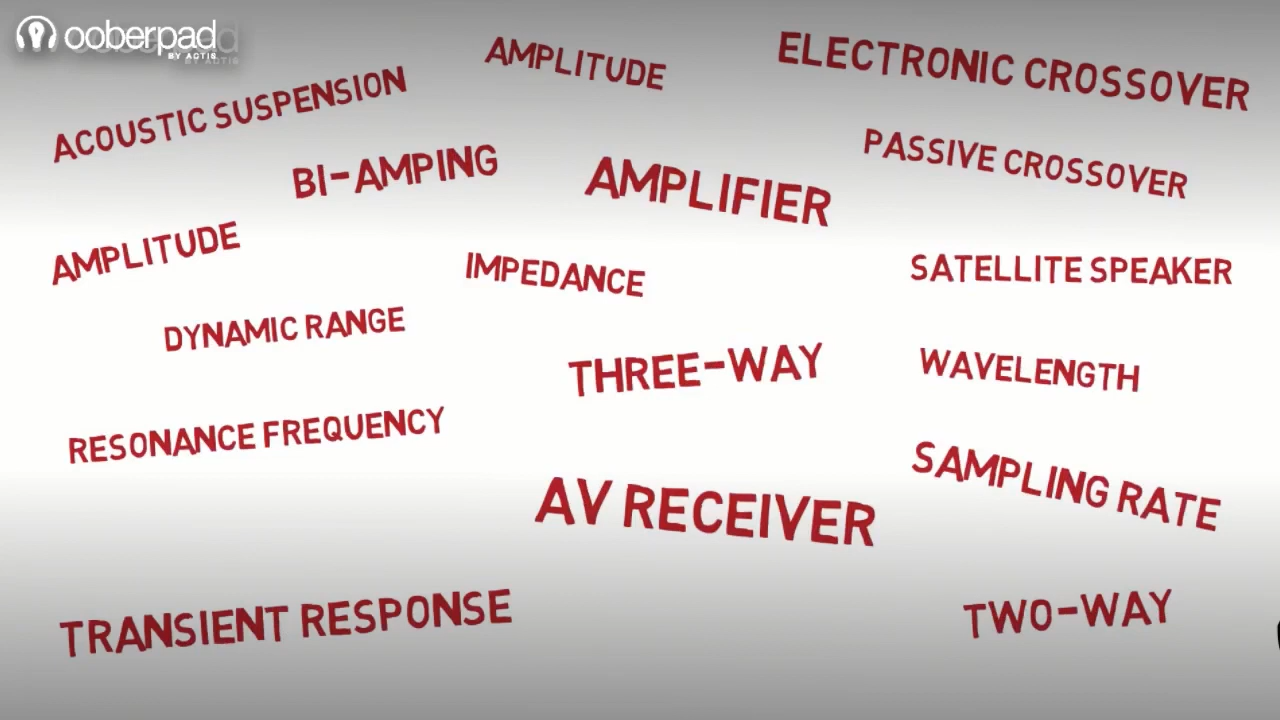 ooberpad
BY ACTIS
AMPLITUDE
ELECTRONIC CROSSOVER
ACOUSTIC SUSPENSION
BI-AMPING
AMPLIFIER
PASSIVE CROSSOVER
AMPLITUDE
IMPEDANCE
SATELLITE SPEAKER
DYNAMIC RANGE
THREE-WAY
WAVELENGTH
RESONANCE FREQUENCY
SAMPLING RATE
AV RECEIVER
TRANSIENT RESPONSE
TWO-WAY